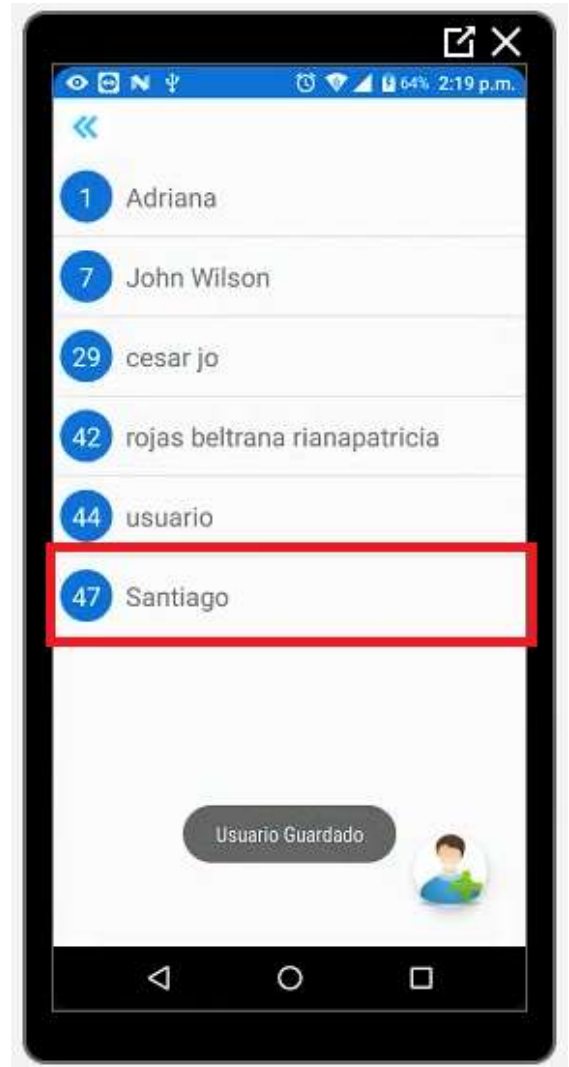 64% 2:19 p.m.
1 Adriana
7 John Wilson
29 cesar jo
42 rojas beltrana rianapatricia
44 usuario
47 Santiago
Usuario Guardado